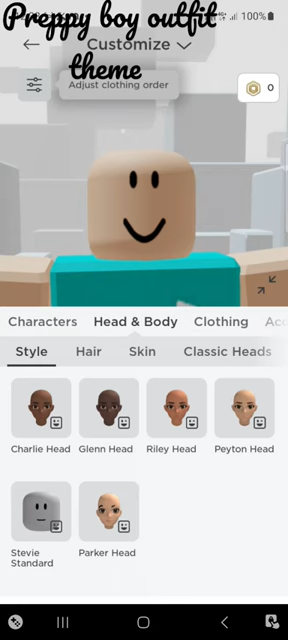 Preppy boy outfit
theme
100%
Customize
Adjust clothing order
0
Characters Head & Body Clothing Acc
Style Hair Skin Classic Heads
Charlie Head Glenn Head Riley Head Peyton Head
Stevie Standard Parker Head